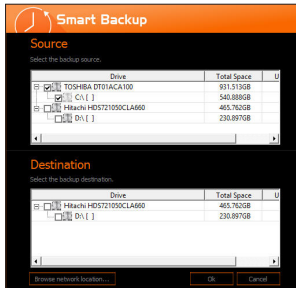 Smart Backup
Source
Select the backup source.
Drive Total Space U
TOSHIBA DT01ACA100 931.513GB
C:\ [ ] 540.888GB
Hitachi HDS721050CLA660 465.762GB
D:\ [ ] 230.897GB
Destination
Select the backup destination.
Drive Total Space U
Hitachi HDS721050CLA660 465.762GB
D:\ [ ] 230.897GB
Browse network location... Ok Cancel